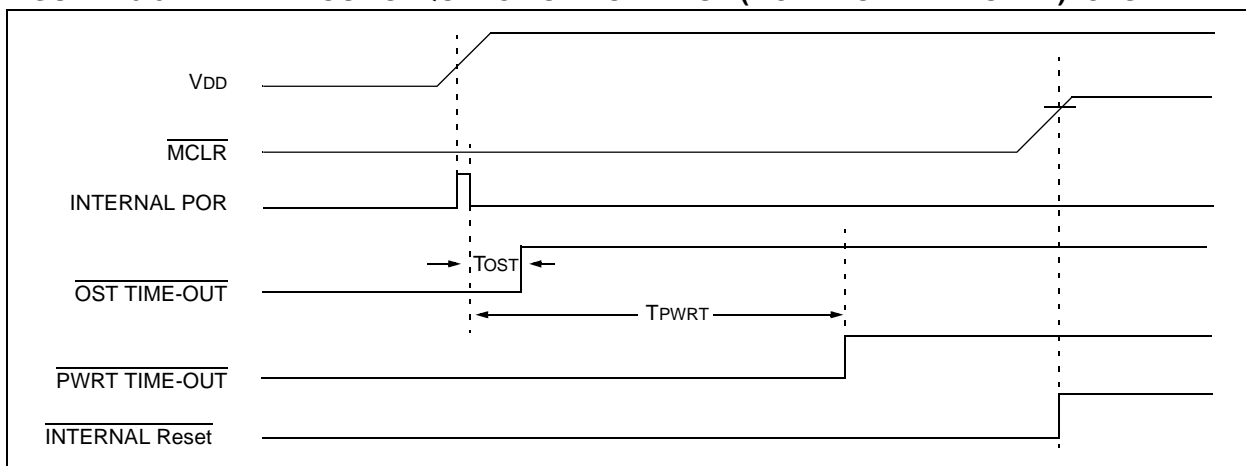 VDD
MCLR
INTERNAL POR
TOST
OST TIME-OUT
TPWRT
PWRT TIME-OUT
INTERNAL Reset